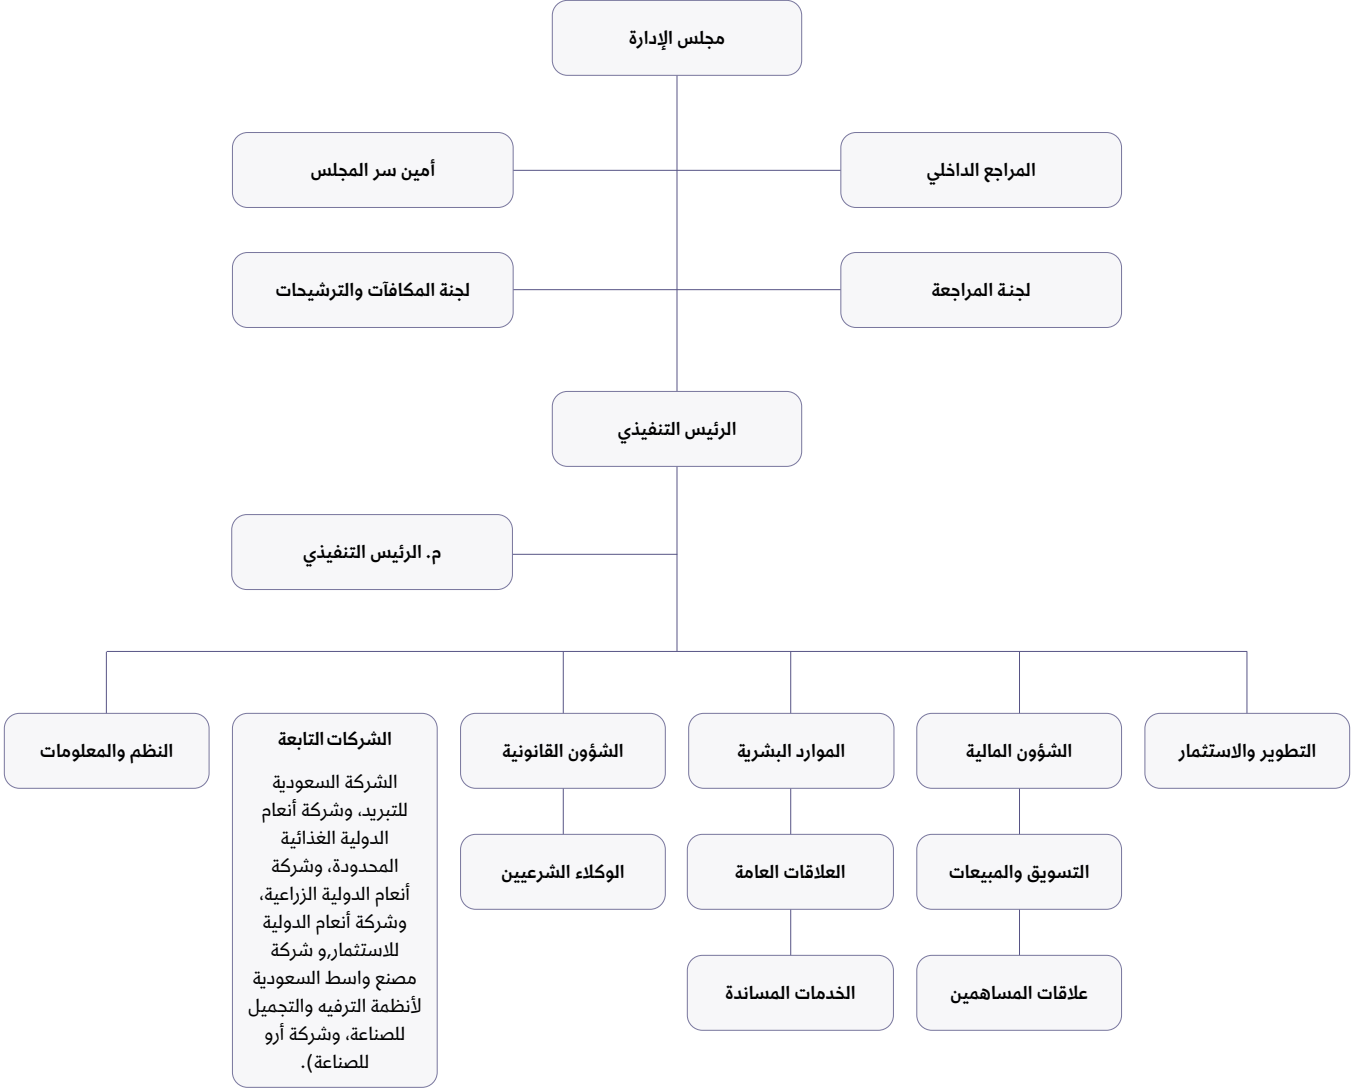 مجلس الإدارة
المراجع الداخلي
أمين سر المجلس
لجنة المراجعة
لجنة المكافآت والترشيحات
الرئيس التنفيذي
م. الرئيس التنفيذي
التطوير والاستثمار
الشؤون المالية
الموارد البشرية
الشؤون القانونية
الشركات التابعة
النظم والمعلومات
الشركة السعودية
للتبريد، وشركة أنعام
الدولية الغذائية
المحدودة، وشركة
أنعام الدولية الزراعية،
وشركة أنعام الدولية
للاستثمار,و شركة
مصنع واسط السعودية
لأنظمة الترفيه والتجميل
للصناعة، وشركة أرو
للصناعة).
التسويق والمبيعات
العلاقات العامة
الوكلاء الشرعيين
علاقات المساهمين
الخدمات المساندة